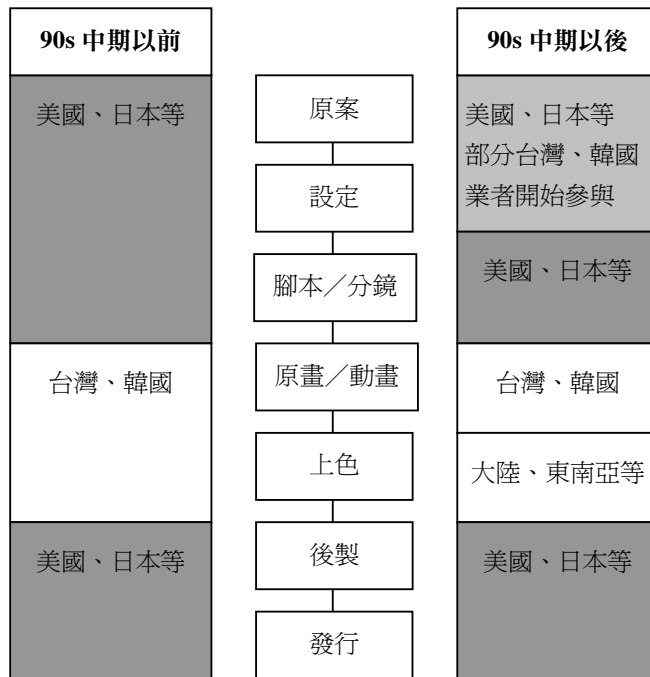 90s 中期以前
美國、日本等
台灣、韓國
美國、日本等
原案
設定
腳本／分鏡
原畫／動畫
上色
後製
發行
90s 中期以後
美國、日本等
部分台灣、韓國
業者開始參與
美國、日本等
台灣、韓國
大陸、東南亞等
美國、日本等